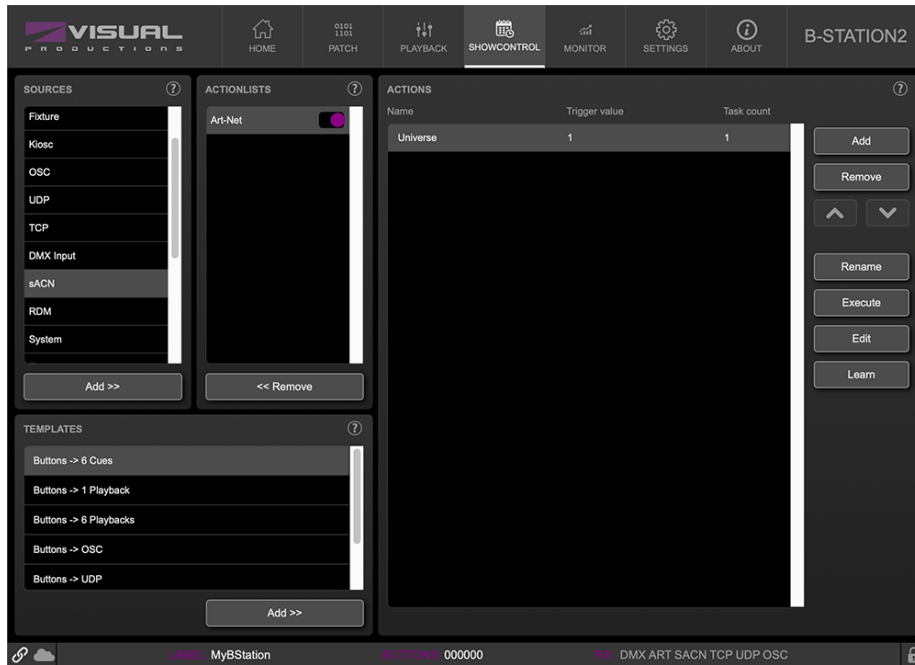 VISUAL
PRODUCTIONS
HOME
0101
1101
PATCH
PLAYBACK
SHOWCONTROL
MONITOR
SETTINGS
ABOUT
B-STATION2
SOURCES ?
Fixture
Kiosc
OSC
UDP
TCP
DMX Input
sACN
RDM
System
Add >>
ACTIONLISTS ?
Art-Net
<< Remove
TEMPLATES ?
Buttons -> 6 Cues
Buttons -> 1 Playback
Buttons -> 6 Playbacks
Buttons -> OSC
Buttons -> UDP
Add >>
ACTIONS ?
Name Trigger value Task count
Universe 1 1
Add
Remove
Rename
Execute
Edit
Learn
LABEL: MyBStation BUTTONS: 000000 RX: DMX ART SACN TCP UDP OSC